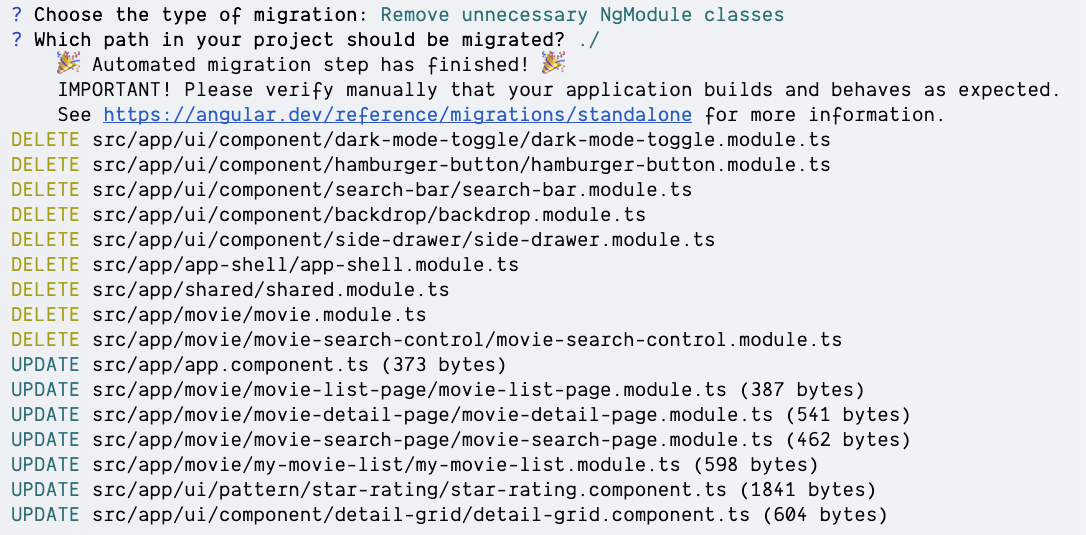 ? Choose the type of migration: Remove unnecessary NgModule classes
? Which path in your project should be migrated? ./
🎉 Automated migration step has finished! 🎉
IMPORTANT! Please verify manually that your application builds and behaves as expected.
See https://angular.dev/reference/migrations/standalone for more information.
DELETE src/app/ui/component/dark-mode-toggle/dark-mode-toggle.module.ts
DELETE src/app/ui/component/hamburger-button/hamburger-button.module.ts
DELETE src/app/ui/component/search-bar/search-bar.module.ts
DELETE src/app/ui/component/backdrop/backdrop.module.ts
DELETE src/app/ui/component/side-drawer/side-drawer.module.ts
DELETE src/app/app-shell/app-shell.module.ts
DELETE src/app/shared/shared.module.ts
DELETE src/app/movie/movie.module.ts
DELETE src/app/movie/movie-search-control/movie-search-control.module.ts
UPDATE src/app/app.component.ts (373 bytes)
UPDATE src/app/movie/movie-list-page/movie-list-page.module.ts (387 bytes)
UPDATE src/app/movie/movie-detail-page/movie-detail-page.module.ts (541 bytes)
UPDATE src/app/movie/movie-search-page/movie-search-page.module.ts (462 bytes)
UPDATE src/app/movie/my-movie-list/my-movie-list.module.ts (598 bytes)
UPDATE src/app/ui/pattern/star-rating/star-rating.component.ts (1841 bytes)
UPDATE src/app/ui/component/detail-grid/detail-grid.component.ts (604 bytes)